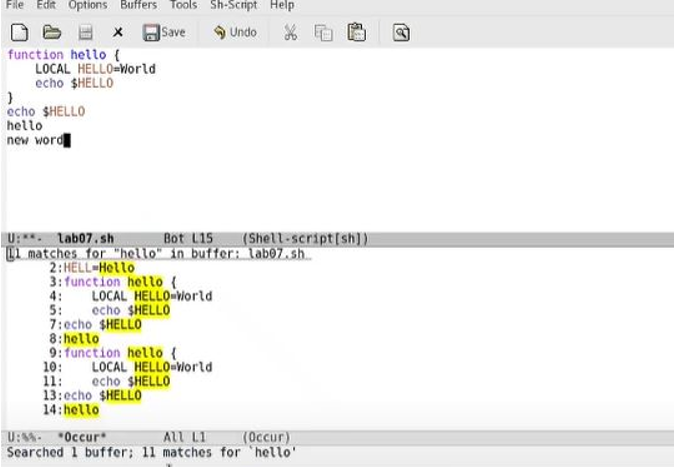 File Edit Options Buffers Tools Sh-Script Help
Save Undo
function hello {
    LOCAL HELLO=World
    echo $HELLO
}
echo $HELLO
hello
new word
U:**- lab07.sh Bot L15 (Shell-script[sh])
11 matches for "hello" in buffer: lab07.sh
2:HELL=Hello
3:function hello {
4:    LOCAL HELLO=World
5:    echo $HELLO
7:echo $HELLO
8:hello
9:function hello {
10:    LOCAL HELLO=World
11:    echo $HELLO
13:echo $HELLO
14:hello
U:%%- *Occur* All L1 (Occur)
Searched 1 buffer; 11 matches for `hello'